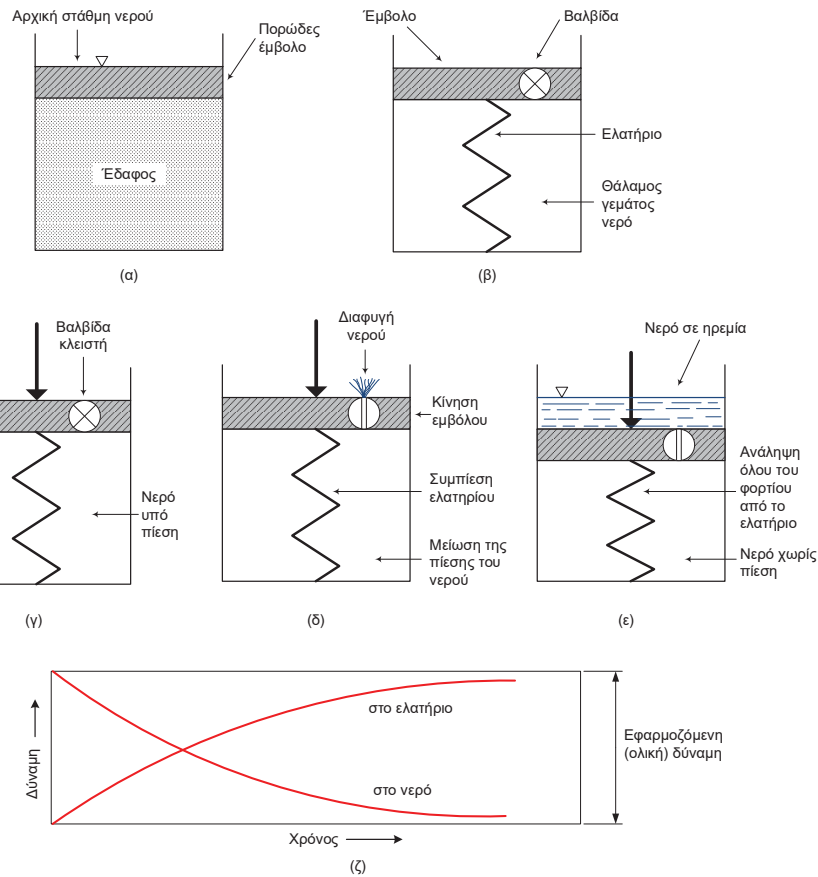 Αρχική στάθμη νερού
Πορώδες
έμβολο
Έδαφος
(α)
Έμβολο
Βαλβίδα
Ελατήριο
Θάλαμος
γεμάτος
νερό
(β)
Βαλβίδα
κλειστή
Νερό
υπό
πίεση
(γ)
Διαφυγή
νερού
Κίνηση
εμβόλου
Συμπίεση
ελατηρίου
Μείωση της
πίεσης του
νερού
(δ)
Νερό σε ηρεμία
Ανάληψη
όλου του
φορτίου
από το
ελατήριο
Νερό χωρίς
πίεση
(ε)
Δύναμη
στο ελατήριο
στο νερό
Εφαρμοζόμενη
(ολική) δύναμη
Χρόνος
(ζ)